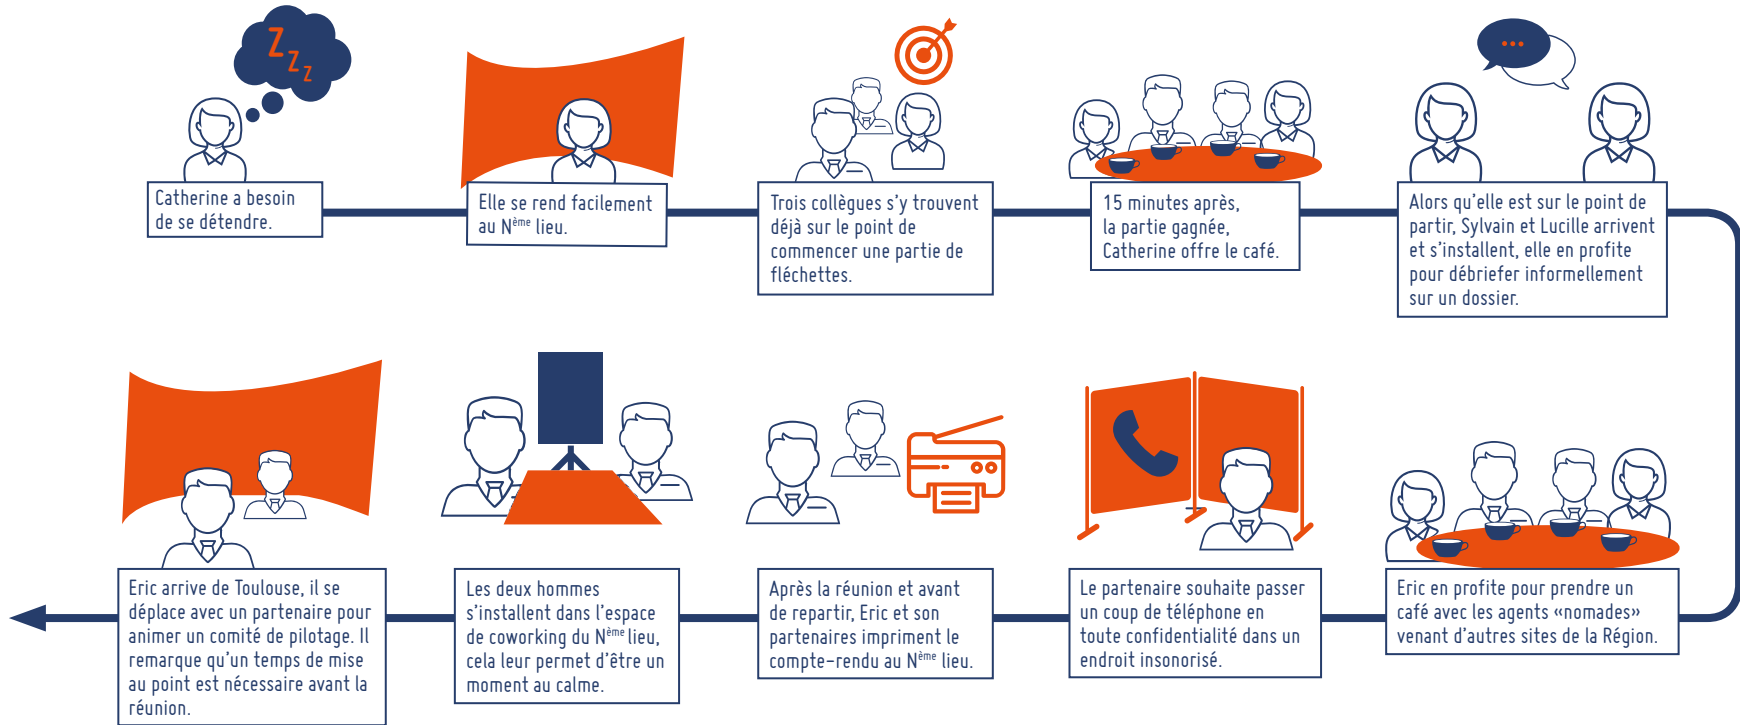 Z
Z
Z
Catherine a besoin
de se détendre.
Elle se rend facilement
au Nème lieu.
Trois collègues s'y trouvent
déjà sur le point de
commencer une partie de
fléchettes.
15 minutes après,
la partie gagnée,
Catherine offre le café.
Alors qu'elle est sur le point de
partir, Sylvain et Lucille arrivent
et s'installent, elle en profite
pour débriefer informellement
sur un dossier.
Eric arrive de Toulouse, il se
déplace avec un partenaire pour
animer un comité de pilotage. Il
remarque qu'un temps de mise
au point est nécessaire avant la
réunion.
Les deux hommes
s'installent dans l'espace
de coworking du Nème lieu,
cela leur permet d'être un
moment au calme.
Après la réunion et avant
de repartir, Eric et son
partenaires impriment le
compte-rendu au Nème lieu.
Le partenaire souhaite passer
un coup de téléphone en
toute confidentialité dans un
endroit insonorisé.
Eric en profite pour prendre un
café avec les agents «nomades»
venant d'autres sites de la Région.